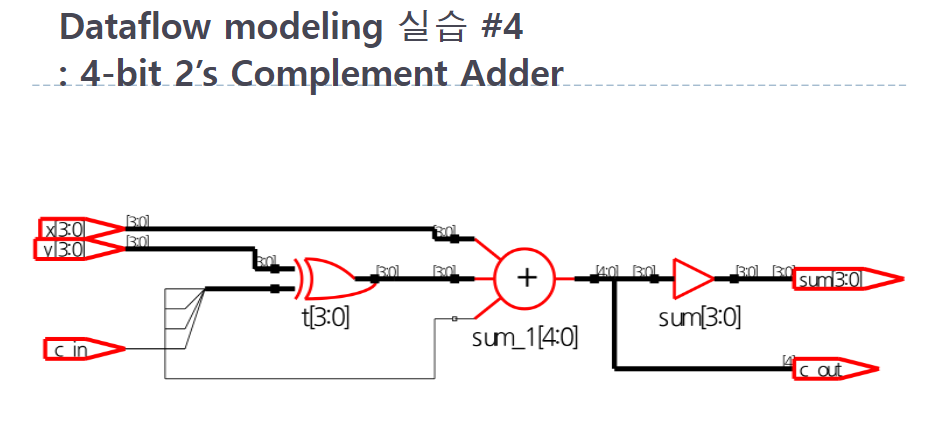 Dataflow modeling 실습 #4
: 4-bit 2’s Complement Adder
x[3:0]
[3:0]
[3:0]
y[3:0]
[3:0]
[3:0]
[3:0]
[3:0]
+
[4:0]
[3:0]
[3:0]
[3:0]
sum[3:0]
t[3:0]
sum_1[4:0]
sum[3:0]
c_in
[4]
c_out